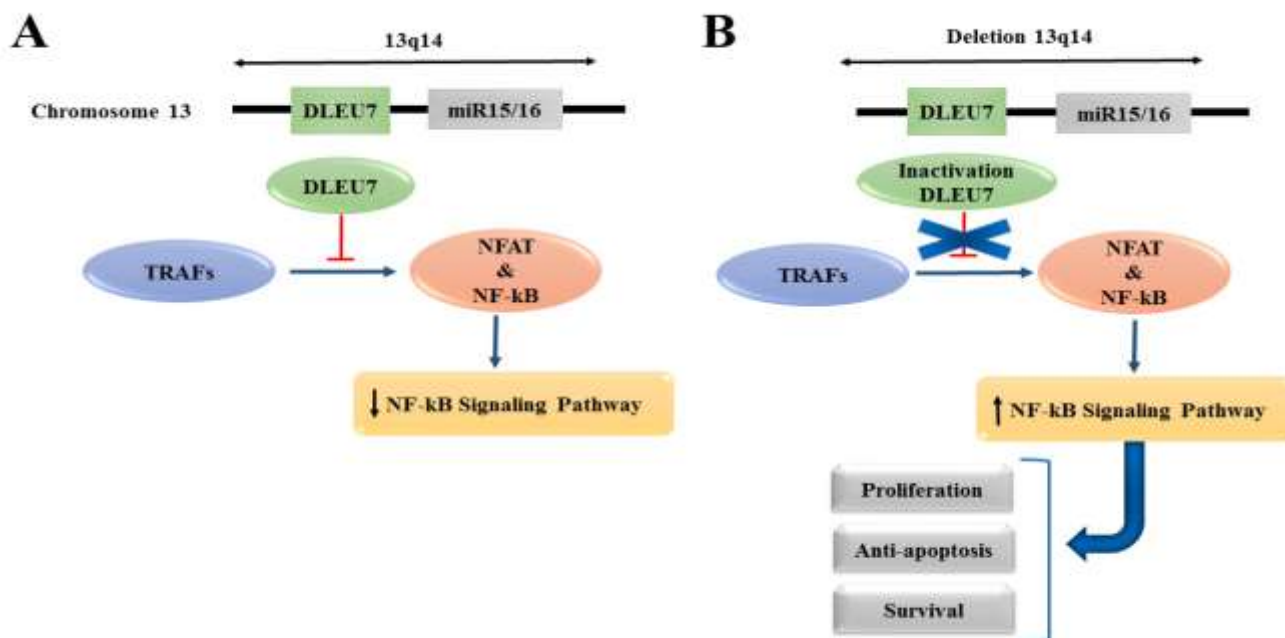 A
13q14
Chromosome 13
DLEU7
miR15/16
DLEU7
TRAFs
NFAT
&
NF-kB
↓ NF-kB Signaling Pathway
B
Deletion 13q14
DLEU7
miR15/16
Inactivation
DLEU7
TRAFs
NFAT
&
NF-kB
↑ NF-kB Signaling Pathway
Proliferation
Anti-apoptosis
Survival